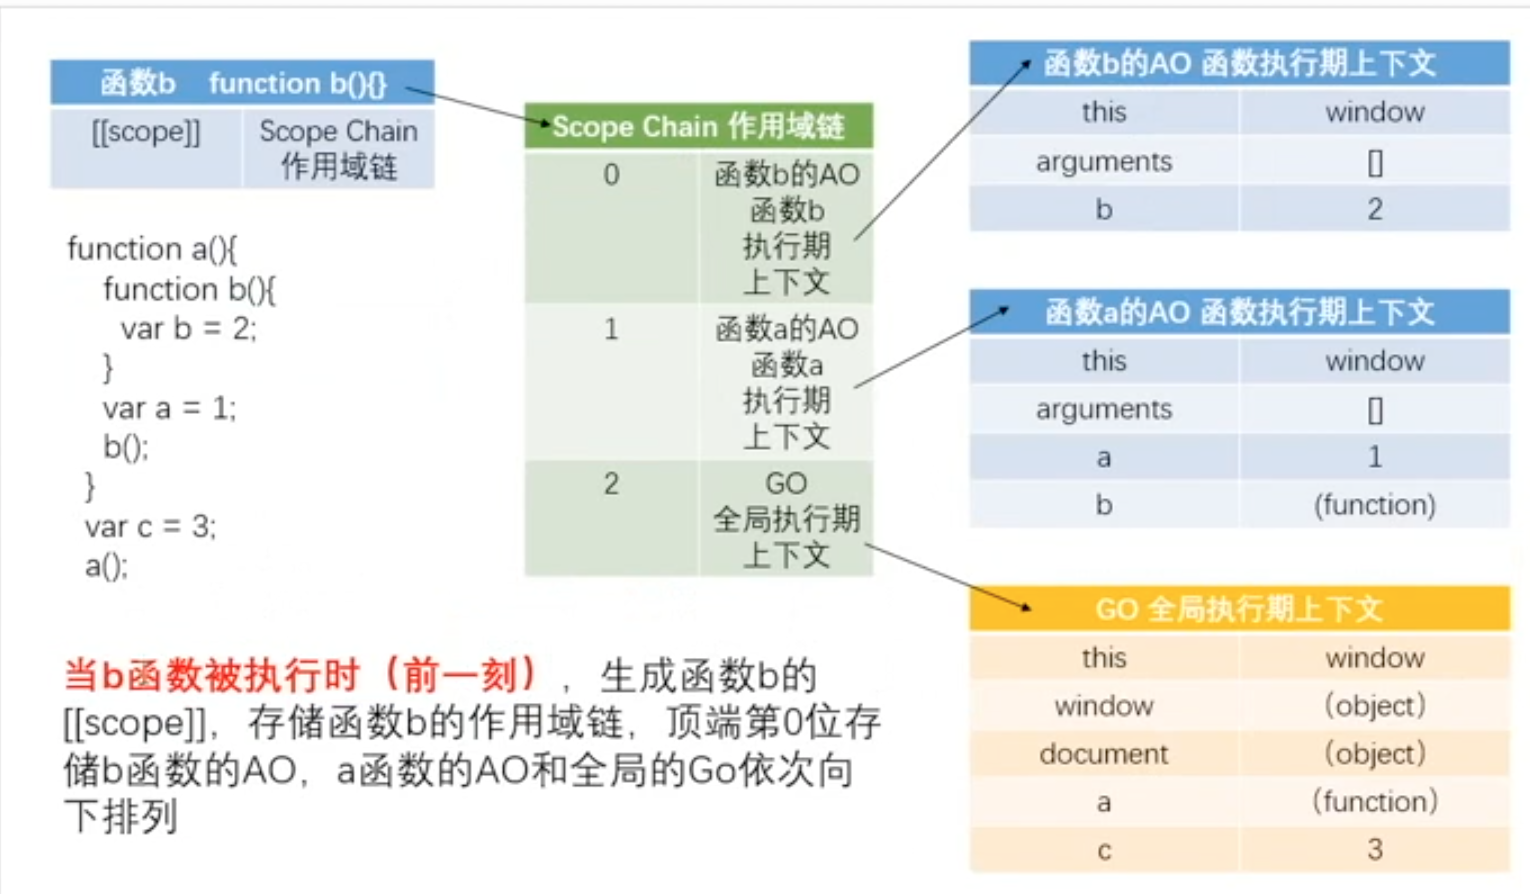 函数b function b(){}
[[scope]] Scope Chain
作用域链
function a(){
function b(){
var b = 2;
}
var a = 1;
b();
}
var c = 3;
a();
当b函数被执行时（前一刻），生成函数b的
[[scope]]，存储函数b的作用域链，顶端第0位存
储b函数的AO，a函数的AO和全局的Go依次向
下排列
Scope Chain 作用域链
0 函数b的AO
函数b
执行期
上下文
1 函数a的AO
函数a
执行期
上下文
2 GO
全局执行期
上下文
函数b的AO 函数执行期上下文
this window
arguments []
b 2
函数a的AO 函数执行期上下文
this window
arguments []
a 1
b (function)
GO 全局执行期上下文
this window
window （object）
document （object）
a （function）
c 3